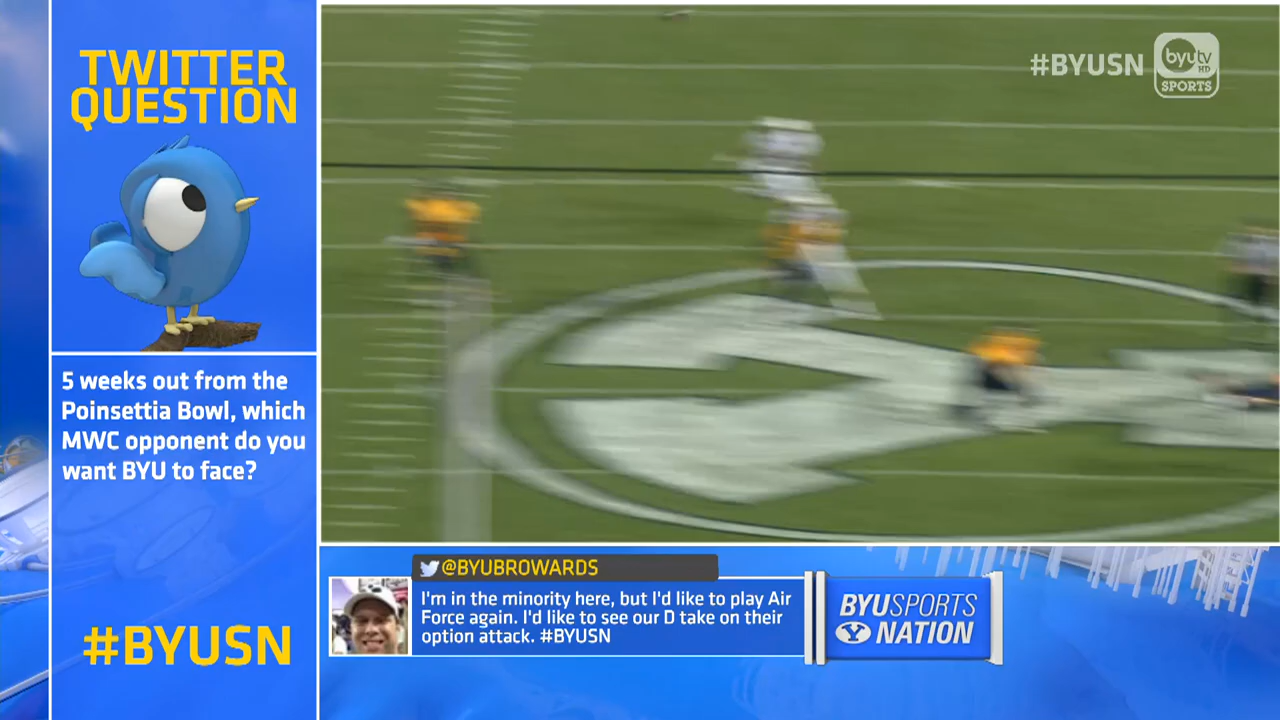 TWITTER
QUESTION
5 weeks out from the
Poinsettia Bowl, which
MWC opponent do you
want BYU to face?
#BYUSN
#BYUSN
byutv
HD
SPORTS
@BYUBROWARDS
I'm in the minority here, but I'd like to play Air
Force again. I'd like to see our D take on their
option attack. #BYUSN
BYUSPORTS
Y NATION